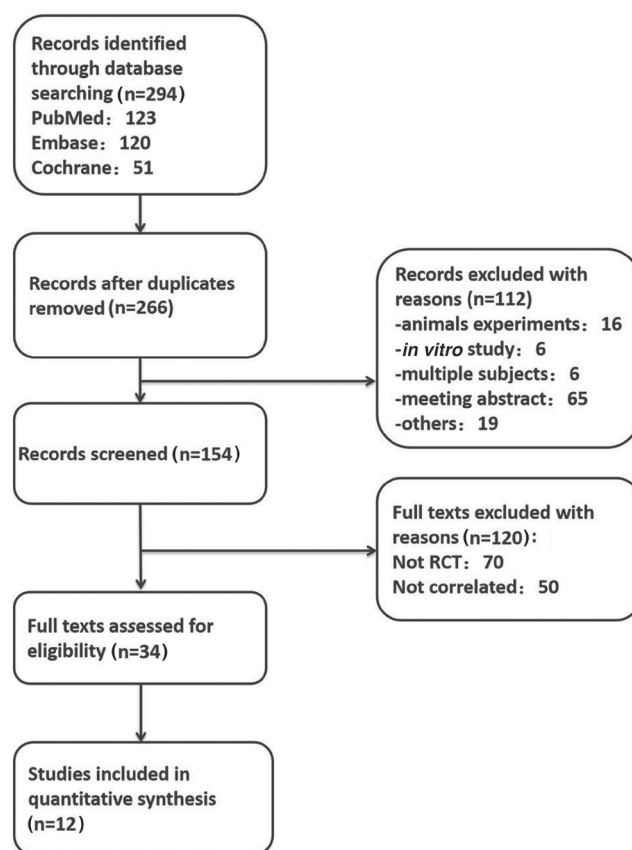 Records identified
through database
searching (n=294)
PubMed：123
Embase：120
Cochrane：51
Records after duplicates
removed (n=266)
Records excluded with
reasons (n=112)
-animals experiments：16
-in vitro study：6
-multiple subjects：6
-meeting abstract：65
-others：19
Records screened (n=154)
Full texts excluded with
reasons (n=120)：
Not RCT：70
Not correlated：50
Full texts assessed for
eligibility (n=34)
Studies included in
quantitative synthesis
(n=12)